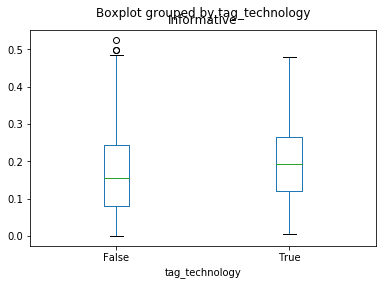 Boxplot grouped by tag_technology
Informative
0.5
0.4
0.3
0.2
0.1
0.0
False
True
tag_technology